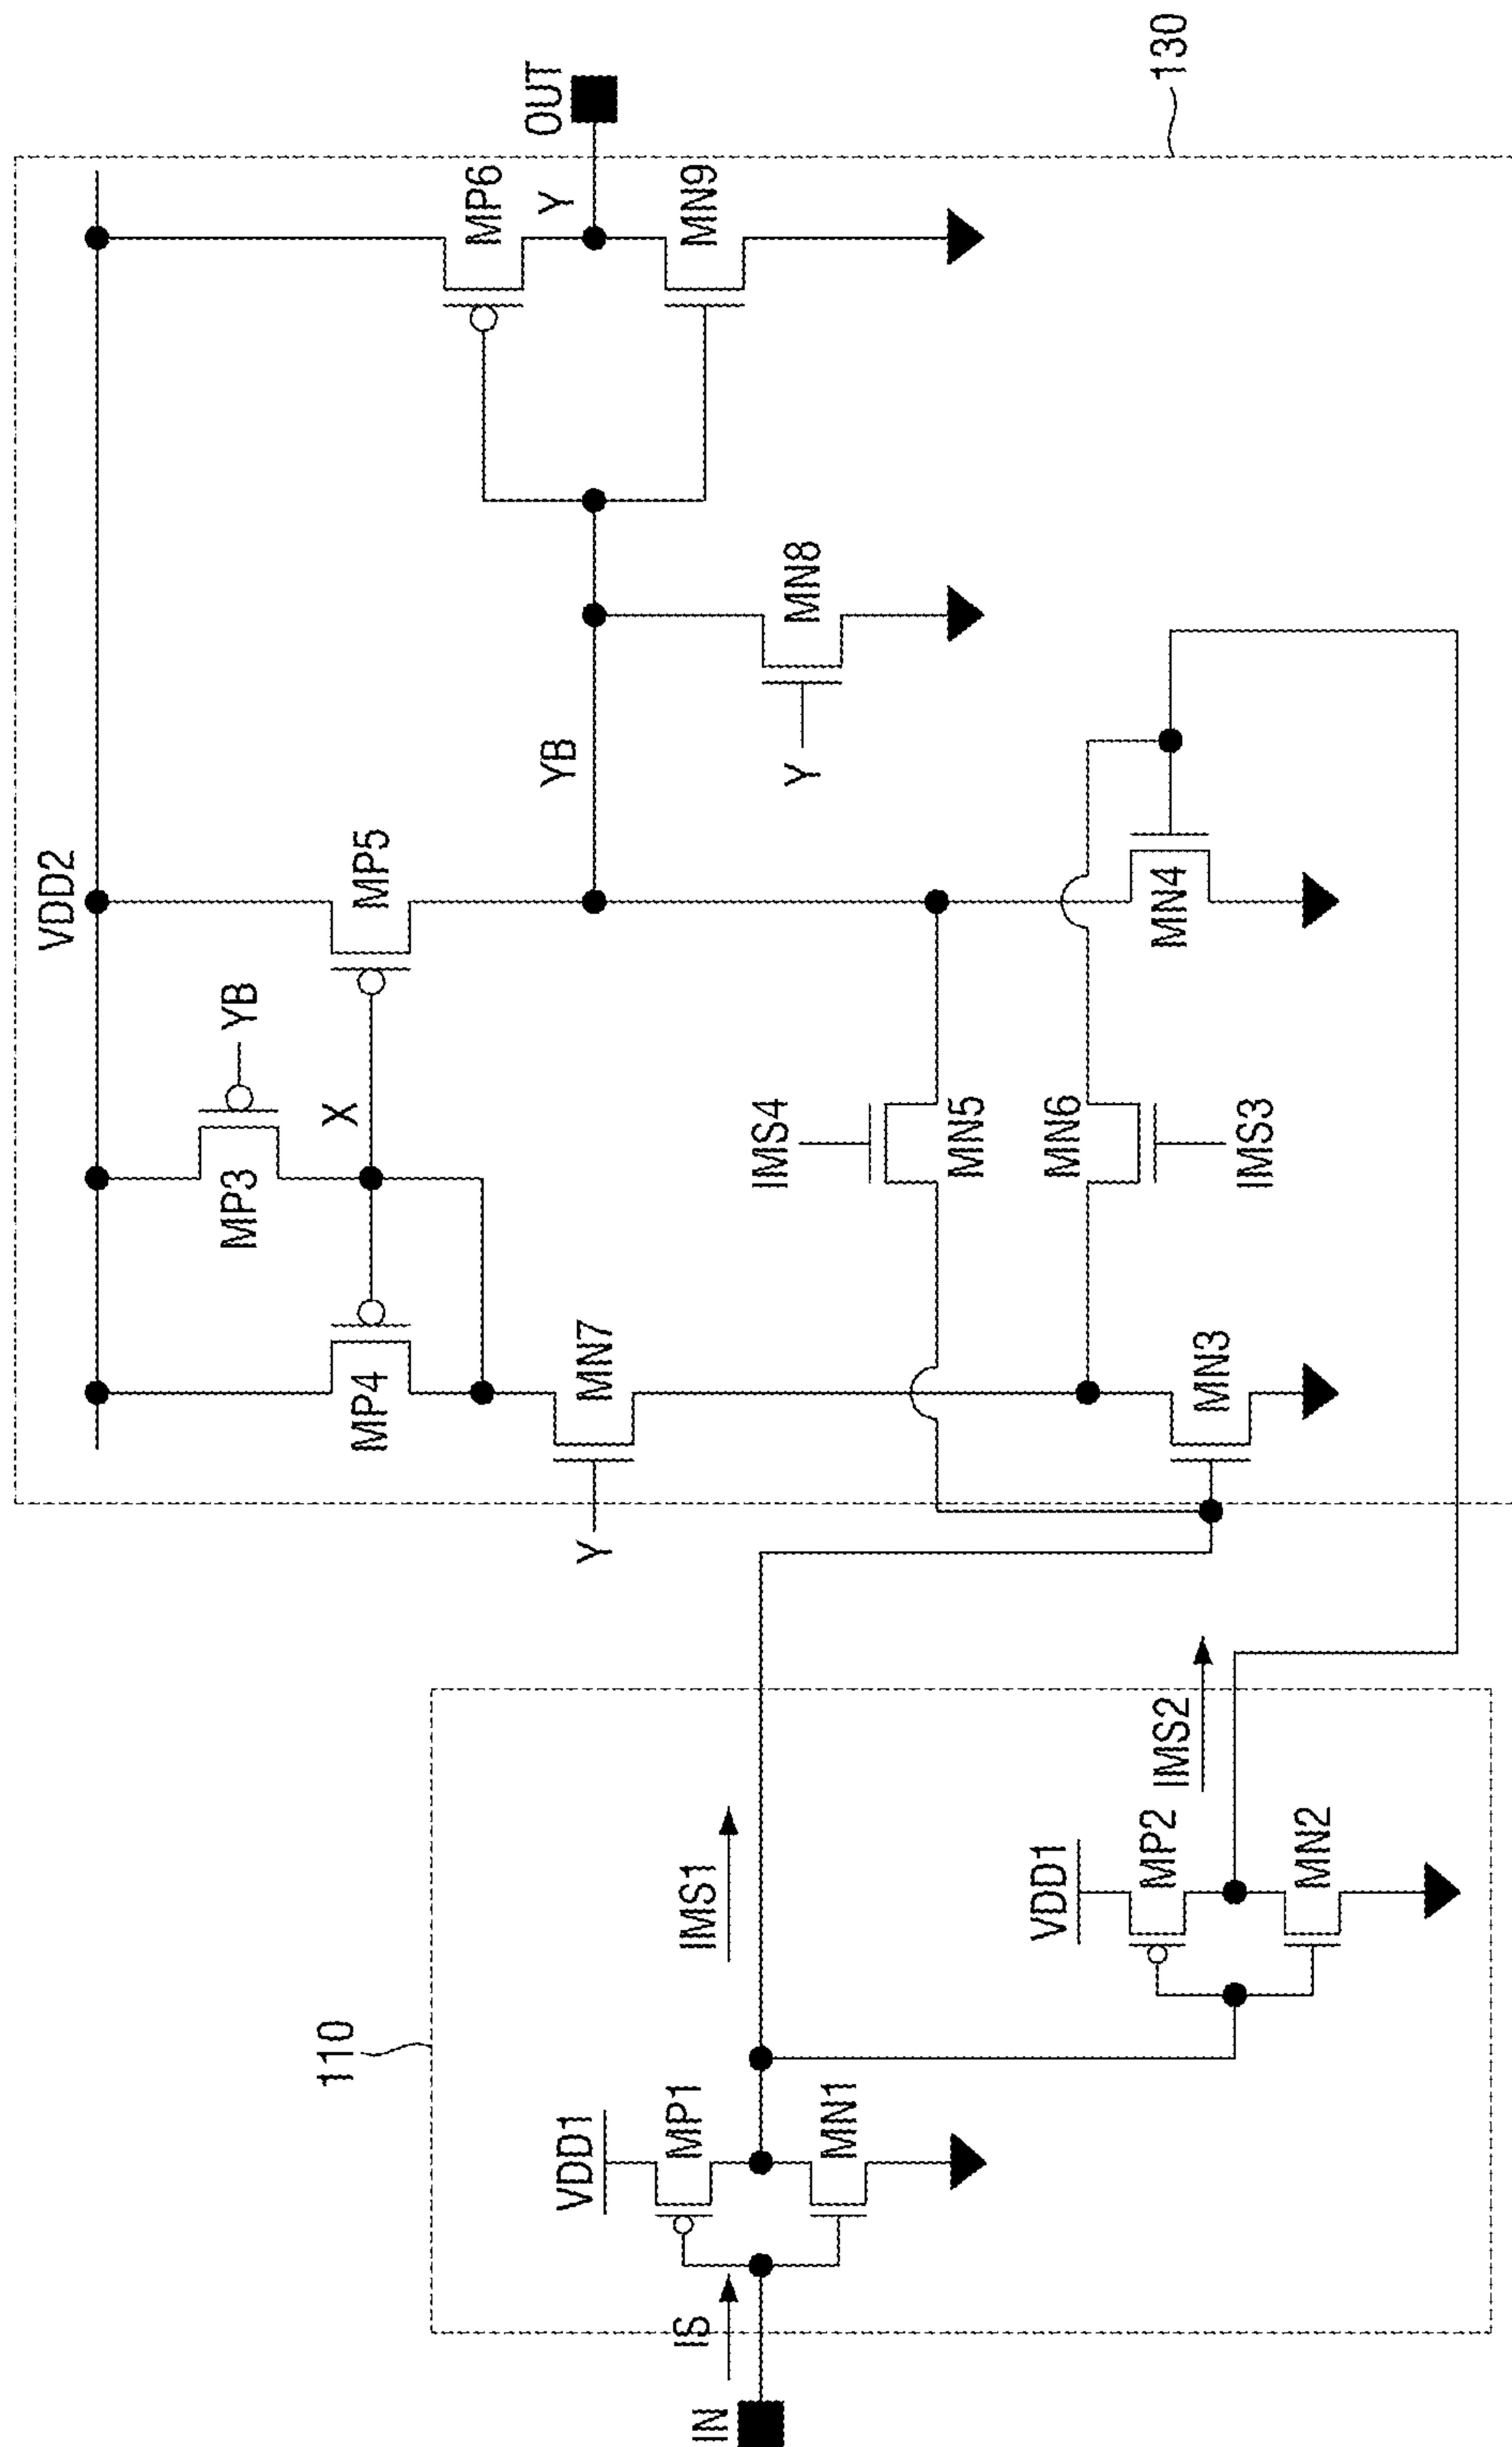 110
130
IN
IS
VDD1
MP1
MN1
IMS1
VDD1
MP2
MN2
IMS2
VDD2
MP4
MP3
YB
X
MP5
Y
MN7
IMS4
MN5
MN6
IMS3
MN3
MN4
YB
Y
MN8
MP6
Y
MN9
OUT